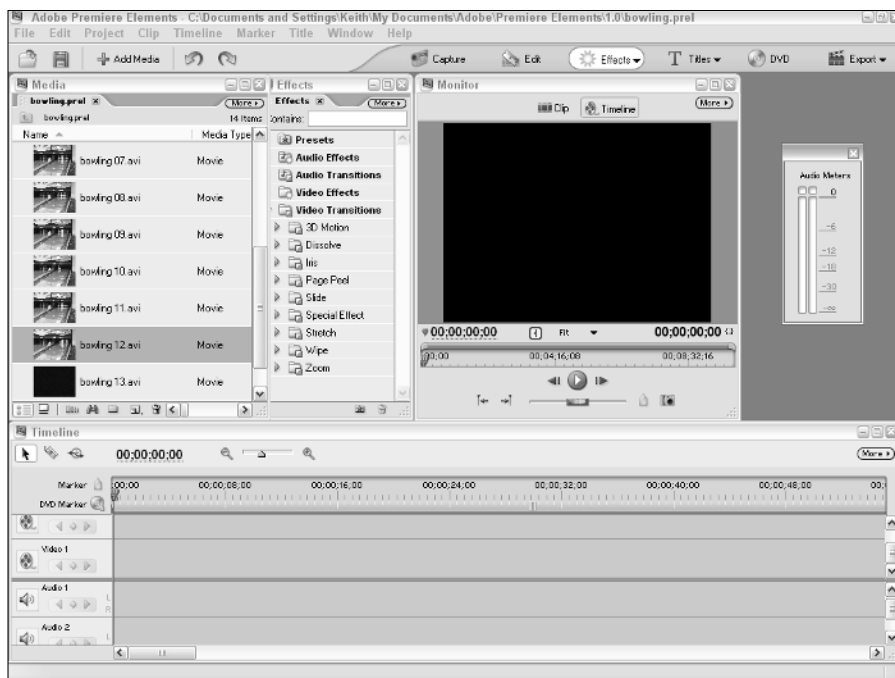 Adobe Premiere Elements - C:\Documents and Settings\Keith\My Documents\Adobe\Premiere Elements\1.0\bowling.prel
File Edit Project Clip Timeline Marker Title Window Help
Add Media Capture Edit Effects Titles DVD Export
Media
bowling.prel More
bowling.prel 14 Items
Name Media Type
bowling 07.avi Movie
bowling 08.avi Movie
bowling 09.avi Movie
bowling 10.avi Movie
bowling 11.avi Movie
bowling 12.avi Movie
bowling 13.avi Movie
Effects
Effects More
ontains:
Presets
Audio Effects
Audio Transitions
Video Effects
Video Transitions
3D Motion
Dissolve
Iris
Page Peel
Slide
Special Effect
Stretch
Wipe
Zoom
Monitor
Clip Timeline More
00;00;00;00 Fit 00;00;00;00
00;00 00;04;16;08 00;08;32;16
Audio Meters
0
-6
-12
-18
-30
-∞
Timeline
00;00;00;00 More
Marker 00;00 00;00;08;00 00;00;16;00 00;00;24;00 00;00;32;00 00;00;40;00 00;00;48;00 00;
DVD Marker
Video 1
Audio 1
L
R
Audio 2
L